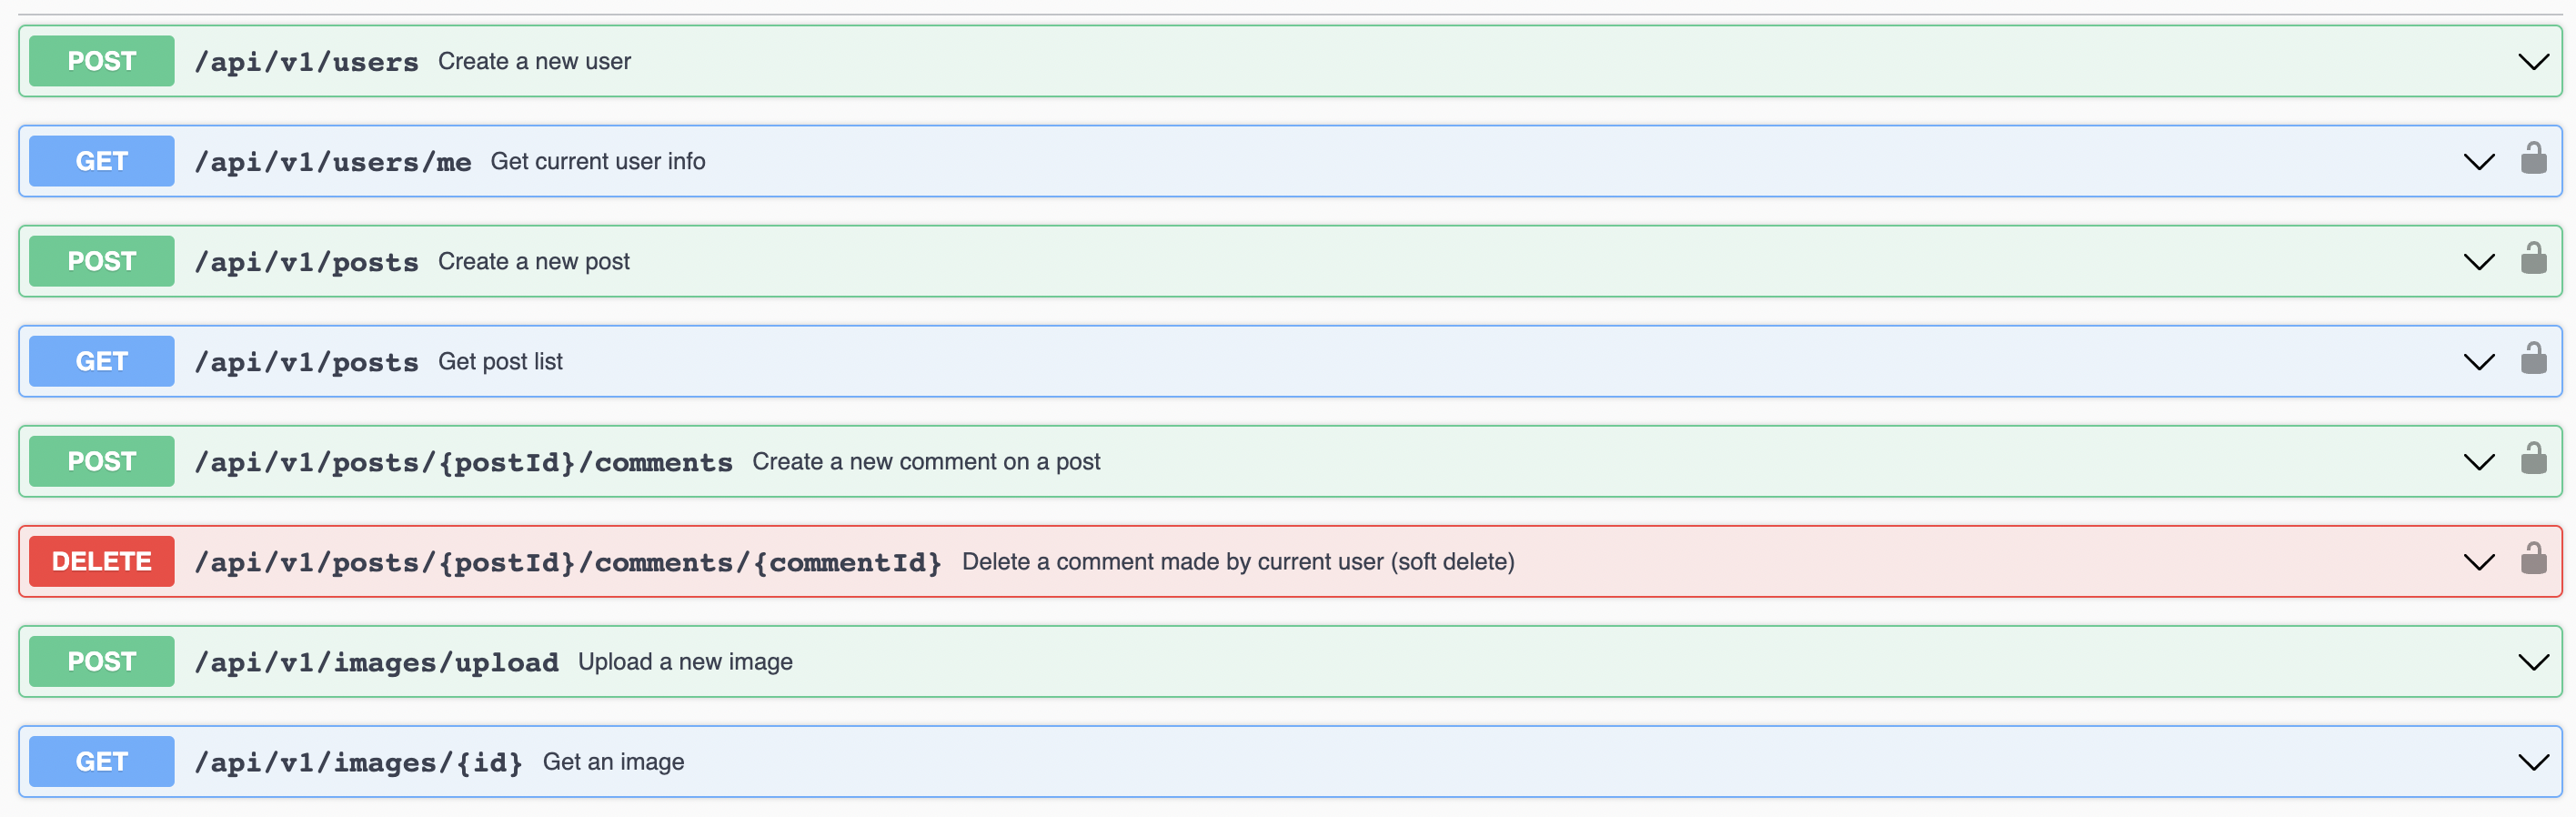 POST /api/v1/users Create a new user
GET /api/v1/users/me Get current user info
POST /api/v1/posts Create a new post
GET /api/v1/posts Get post list
POST /api/v1/posts/{postId}/comments Create a new comment on a post
DELETE /api/v1/posts/{postId}/comments/{commentId} Delete a comment made by current user (soft delete)
POST /api/v1/images/upload Upload a new image
GET /api/v1/images/{id} Get an image